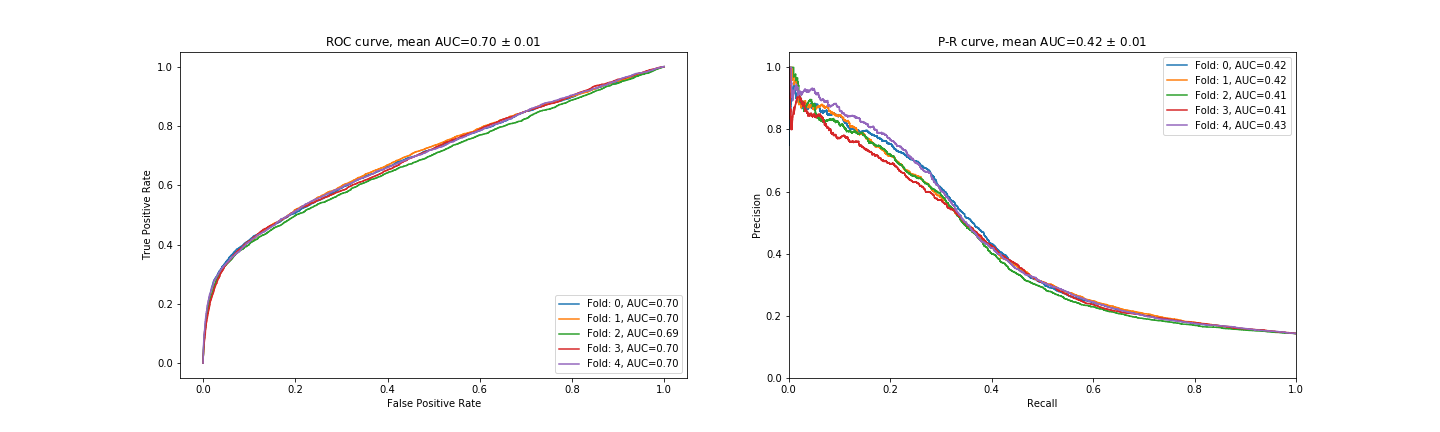 ROC curve, mean AUC=0.70 ± 0.01
True Positive Rate
1.0
0.8
0.6
0.4
0.2
0.0
Fold: 0, AUC=0.70
Fold: 1, AUC=0.70
Fold: 2, AUC=0.69
Fold: 3, AUC=0.70
Fold: 4, AUC=0.70
0.0 0.2 0.4 0.6 0.8 1.0
False Positive Rate
P-R curve, mean AUC=0.42 ± 0.01
Precision
1.0
0.8
0.6
0.4
0.2
0.0
Fold: 0, AUC=0.42
Fold: 1, AUC=0.42
Fold: 2, AUC=0.41
Fold: 3, AUC=0.41
Fold: 4, AUC=0.43
0.0 0.2 0.4 0.6 0.8 1.0
Recall